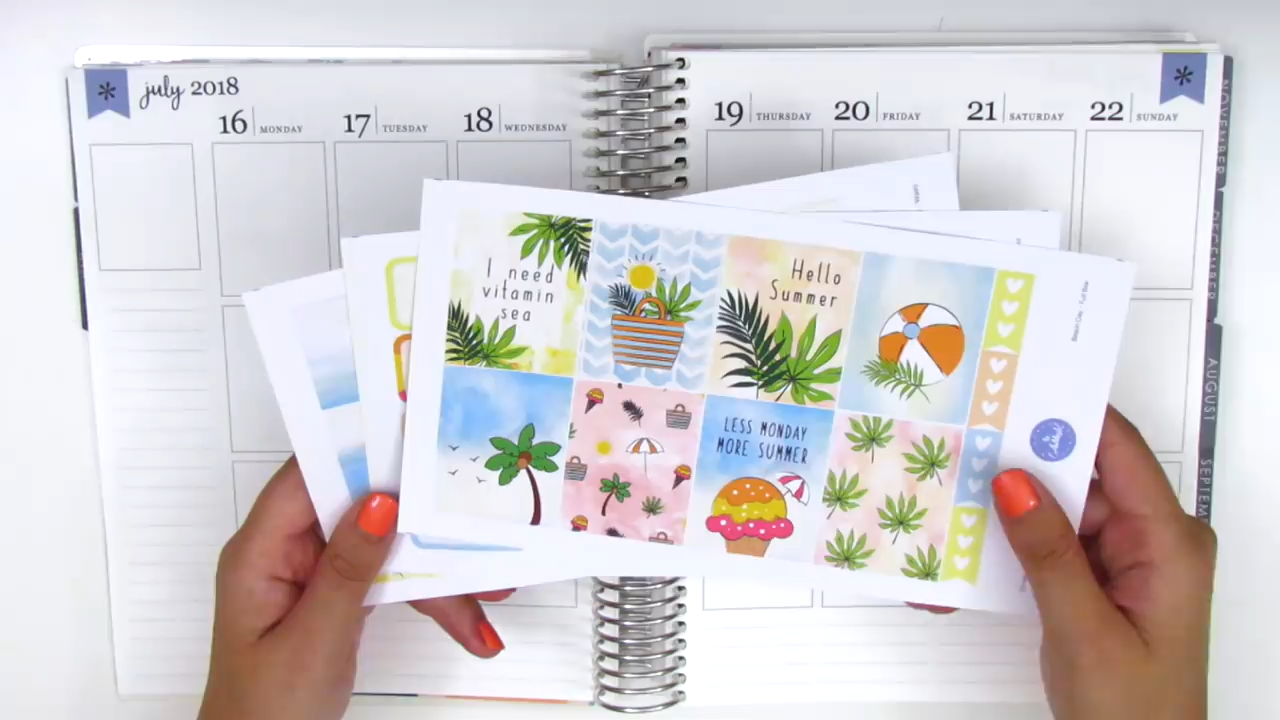 july 2018
16 MONDAY
17 TUESDAY
18 WEDNESDAY
19 THURSDAY
20 FRIDAY
21 SATURDAY
22 SUNDAY
NOVEMBER
DECEMBER
AUGUST
I need
vitamin
sea
Hello
Summer
LESS MONDAY
MORE SUMMER